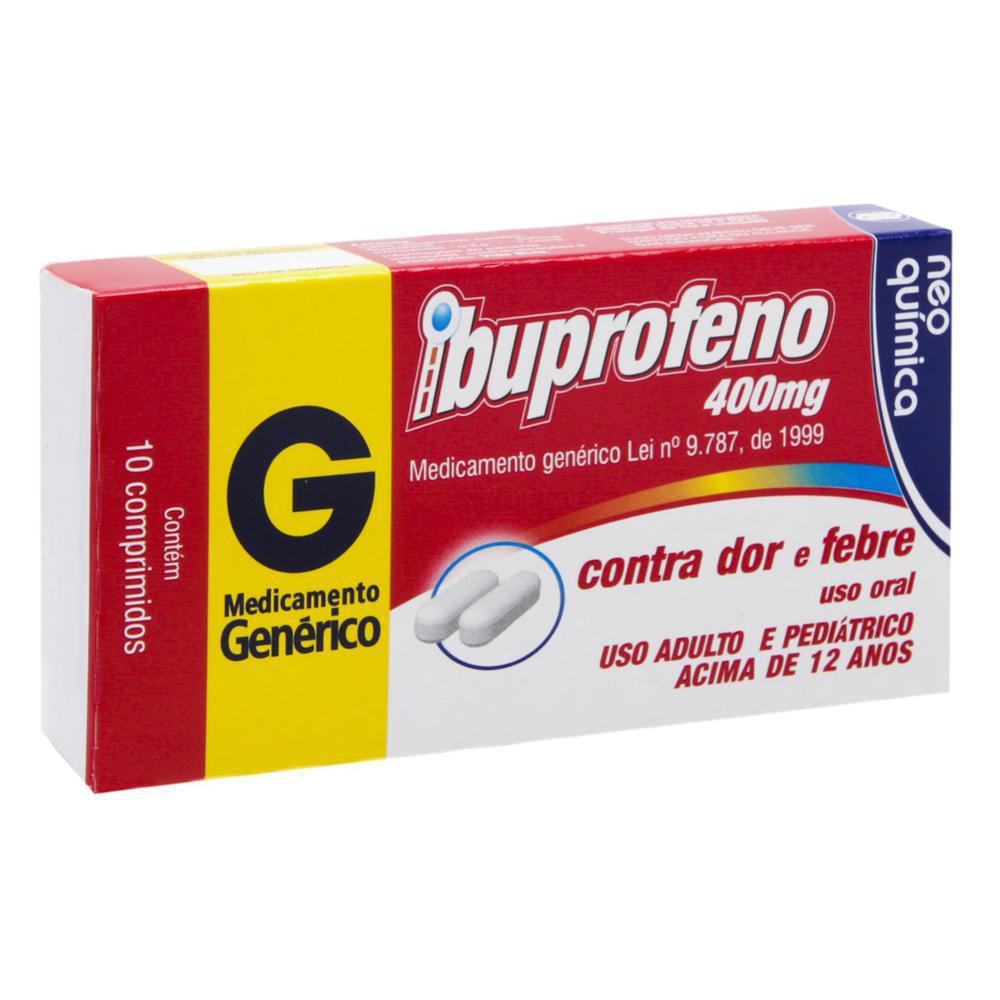 ibuprofeno
400mg
Medicamento genérico Lei nº 9.787, de 1999
neo
química
G
Medicamento
Genérico
Contém
10 comprimidos
contra dor e febre
uso oral
USO ADULTO E PEDIÁTRICO
ACIMA DE 12 ANOS